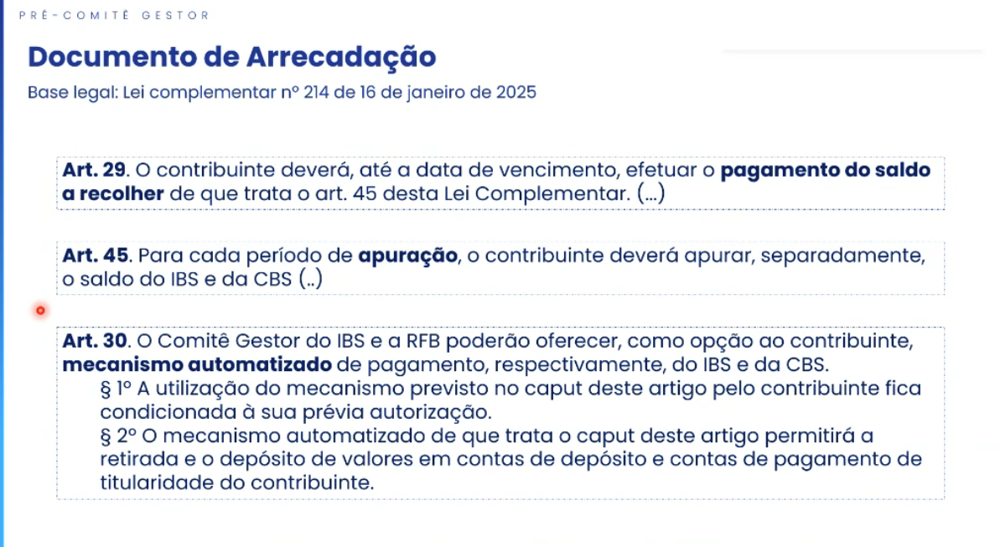 PRÉ-COMITÊ GESTOR
Documento de Arrecadação
Base legal: Lei complementar nº 214 de 16 de janeiro de 2025
Art. 29. O contribuinte deverá, até a data de vencimento, efetuar o pagamento do saldo
a recolher de que trata o art. 45 desta Lei Complementar. (...)
Art. 45. Para cada período de apuração, o contribuinte deverá apurar, separadamente,
o saldo do IBS e da CBS (..)
Art. 30. O Comitê Gestor do IBS e a RFB poderão oferecer, como opção ao contribuinte,
mecanismo automatizado de pagamento, respectivamente, do IBS e da CBS.
§ 1º A utilização do mecanismo previsto no caput deste artigo pelo contribuinte fica
condicionada à sua prévia autorização.
§ 2º O mecanismo automatizado de que trata o caput deste artigo permitirá a
retirada e o depósito de valores em contas de depósito e contas de pagamento de
titularidade do contribuinte.